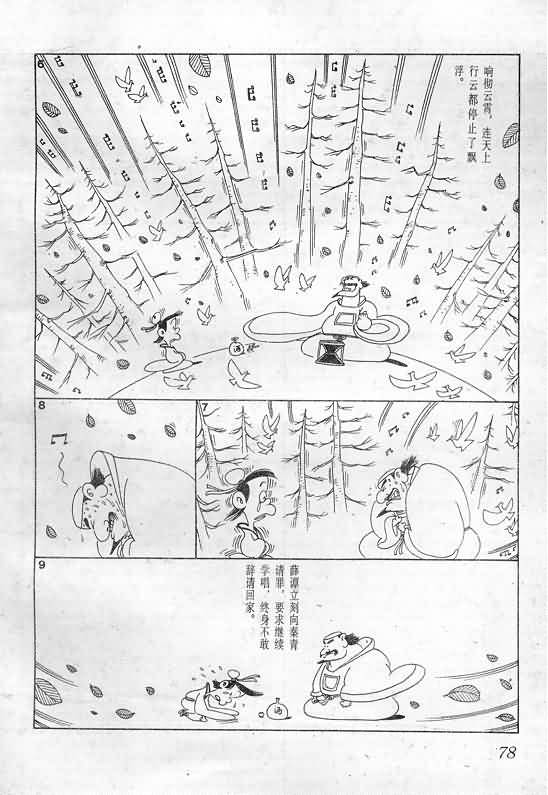 6
响彻云霄，连天上
行云都停止了飘
浮。
酒
8
7
9
薛谭立刻向秦青
请罪，要求继续
学唱，终身不敢
辞请回家。
78